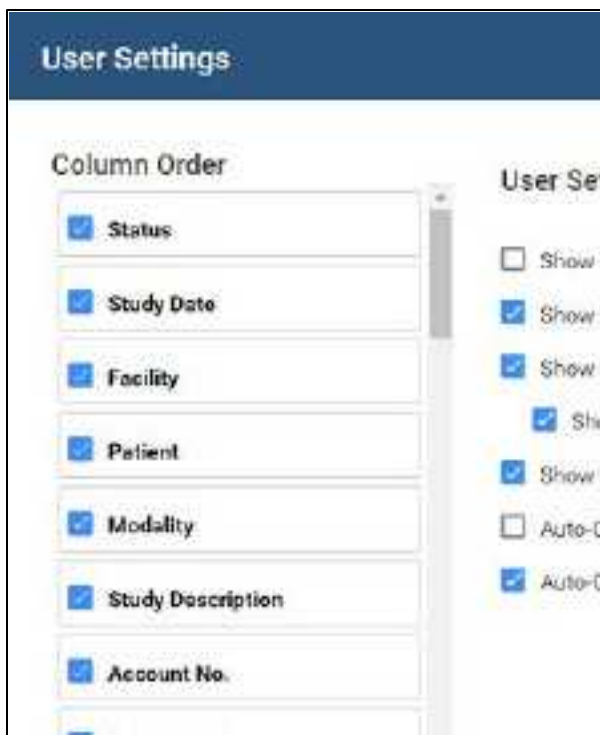 User Settings
Column Order
Status
Study Date
Facility
Patient
Modality
Study Description
Account No.
User Se
Show
Show
Show
Sho
Show
Auto-
Auto-